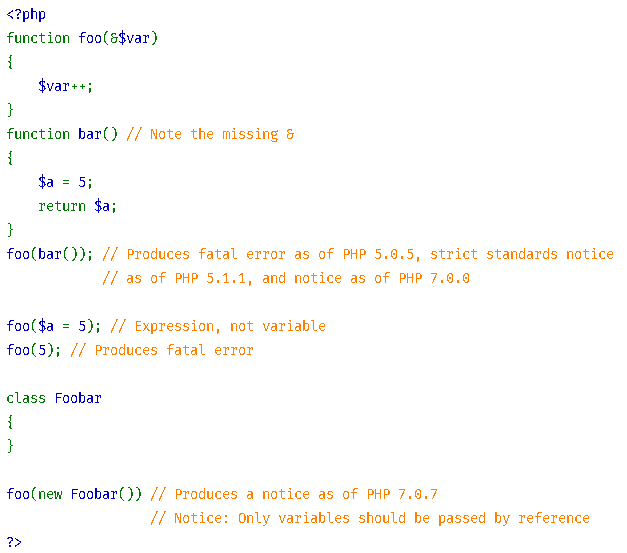 <?php
function foo(&$var)
{
    $var++;
}
function bar() // Note the missing &
{
    $a = 5;
    return $a;
}
foo(bar()); // Produces fatal error as of PHP 5.0.5, strict standards notice
            // as of PHP 5.1.1, and notice as of PHP 7.0.0

foo($a = 5); // Expression, not variable
foo(5); // Produces fatal error

class Foobar
{
}

foo(new Foobar()) // Produces a notice as of PHP 7.0.7
                  // Notice: Only variables should be passed by reference
?>